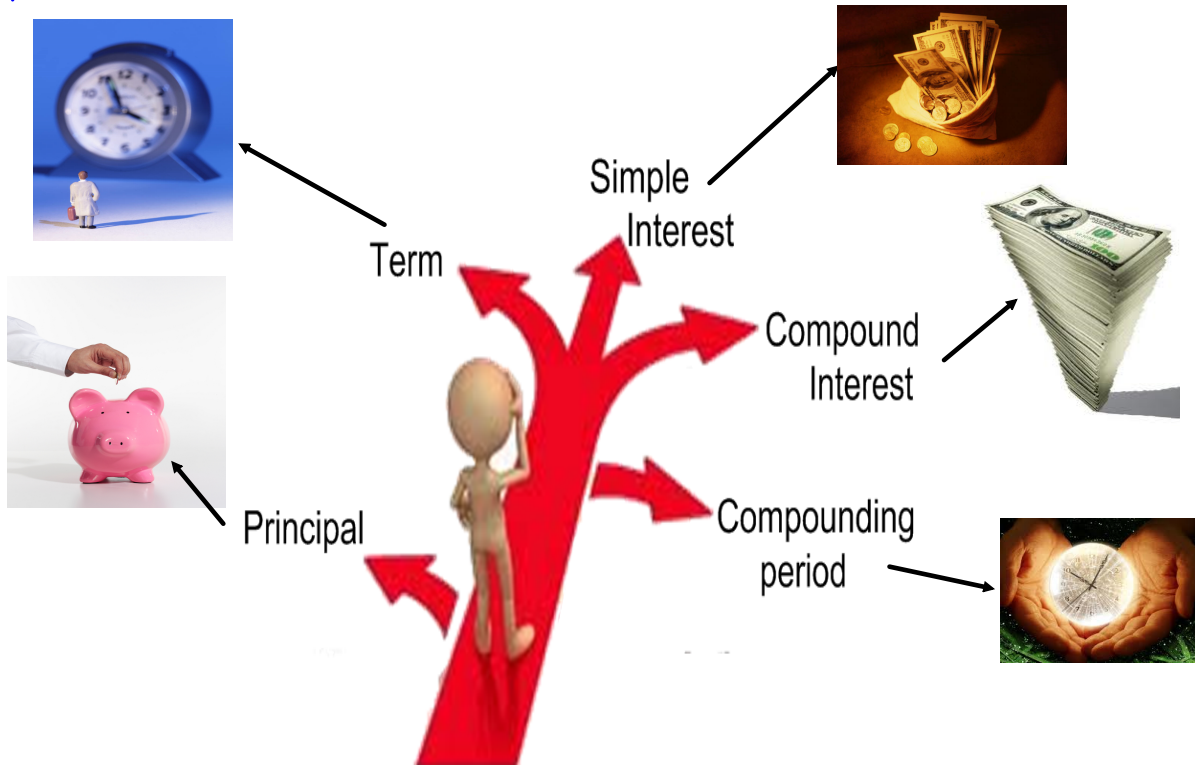 Simple
Interest
Term
Compound
Interest
Compounding
period
Principal